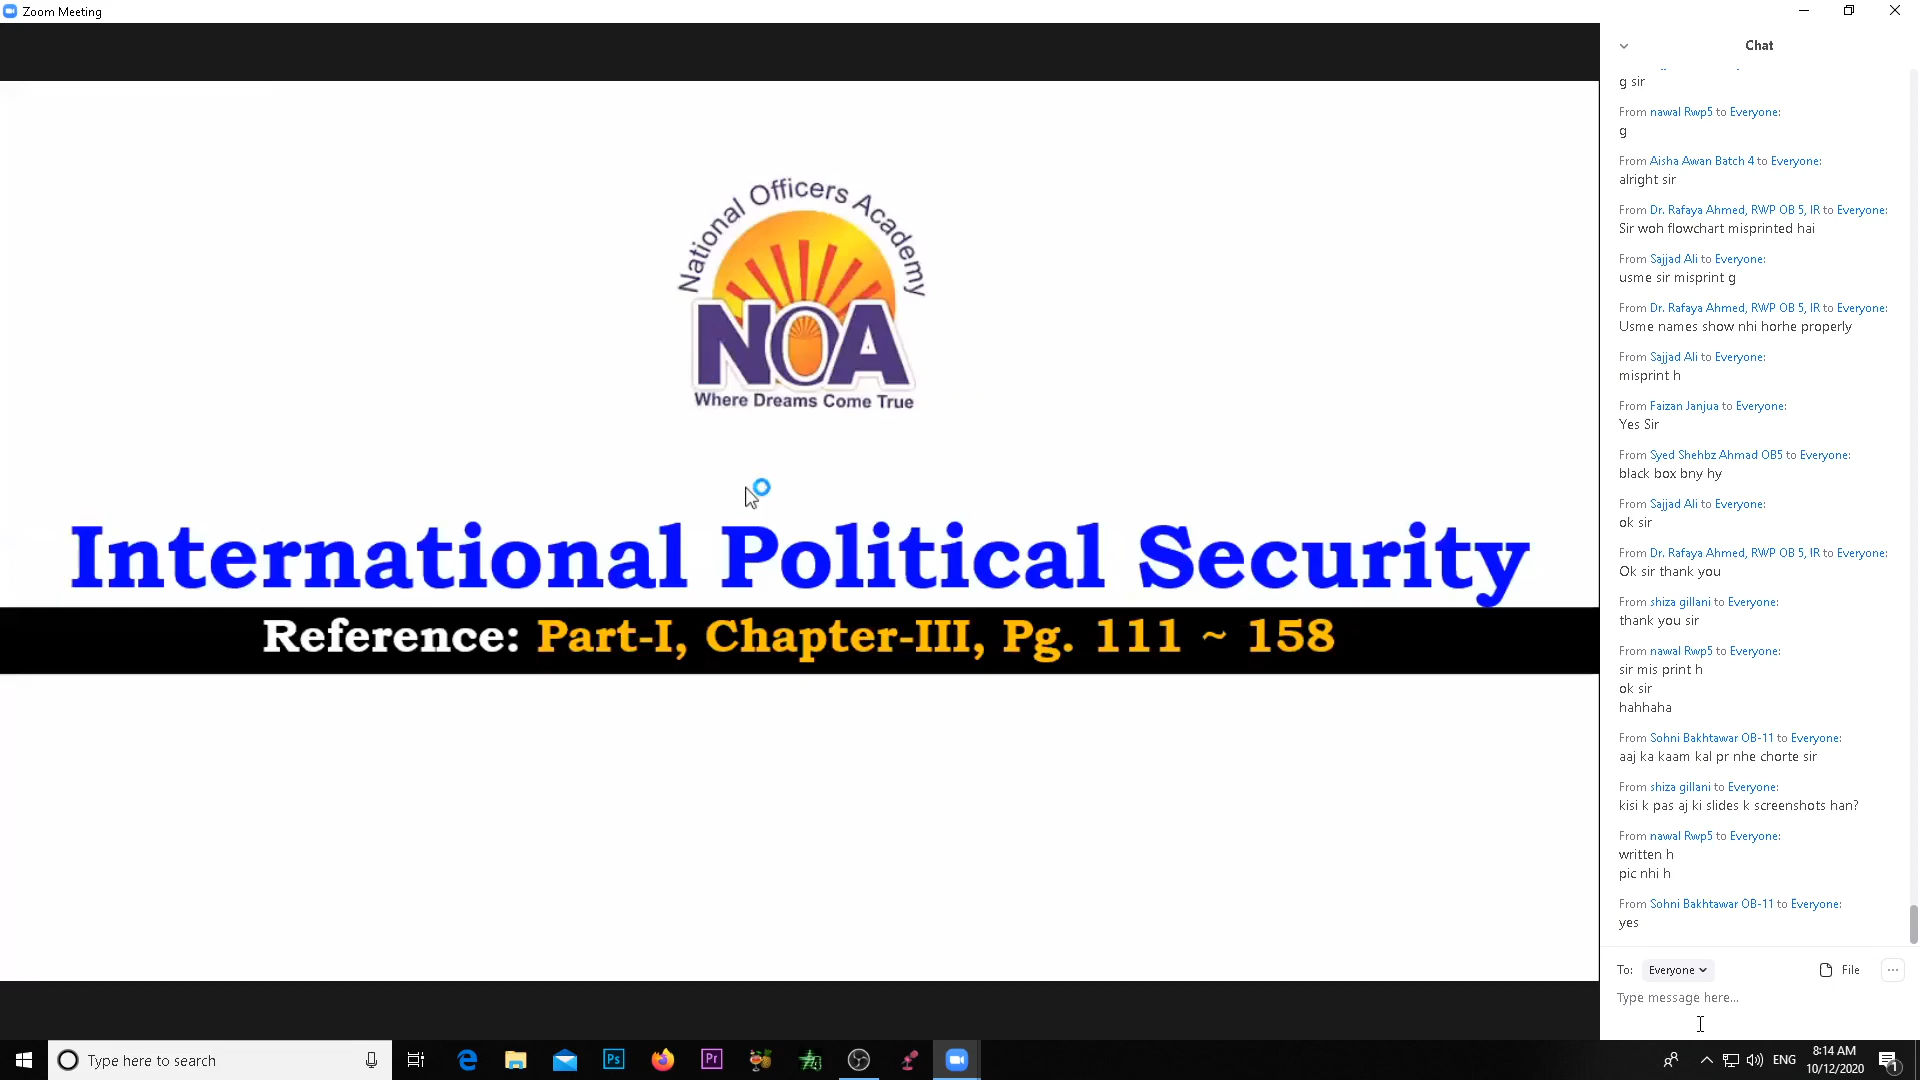 Zoom Meeting
National Officers Academy
NOA
Where Dreams Come True
International Political Security
Reference: Part-I, Chapter-III, Pg. 111 ~ 158
Chat
g sir
From nawal Rwp5 to Everyone:
g
From Aisha Awan Batch 4 to Everyone:
alright sir
From Dr. Rafaya Ahmed, RWP OB 5, IR to Everyone:
Sir woh flowchart misprinted hai
From Sajjad Ali to Everyone:
usme sir misprint g
From Dr. Rafaya Ahmed, RWP OB 5, IR to Everyone:
Usme names show nhi horhe properly
From Sajjad Ali to Everyone:
misprint h
From Faizan Janjua to Everyone:
Yes Sir
From Syed Shehbz Ahmad OB5 to Everyone:
black box bny hy
From Sajjad Ali to Everyone:
ok sir
From Dr. Rafaya Ahmed, RWP OB 5, IR to Everyone:
Ok sir thank you
From shiza gillani to Everyone:
thank you sir
From nawal Rwp5 to Everyone:
sir mis print h
ok sir
hahhaha
From Sohni Bakhtawar OB-11 to Everyone:
aaj ka kaam kal pr nhe chorte sir
From shiza gillani to Everyone:
kisi k pas aj ki slides k screenshots han?
From nawal Rwp5 to Everyone:
written h
pic nhi h
From Sohni Bakhtawar OB-11 to Everyone:
yes
To: Everyone File
Type message here...
Type here to search
Ps
Pr
ENG
8:14 AM
10/12/2020
1